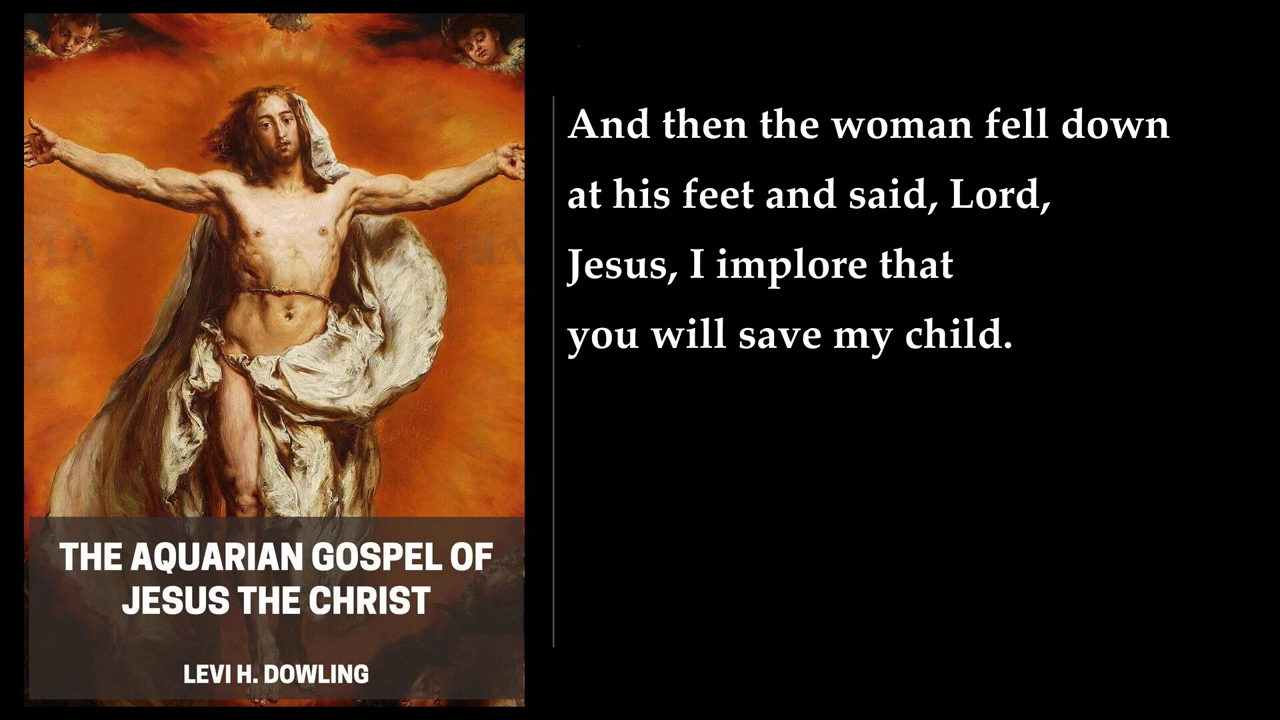 And then the woman fell down
at his feet and said, Lord,
Jesus, I implore that
you will save my child.
THE AQUARIAN GOSPEL OF
JESUS THE CHRIST
LEVI H. DOWLING